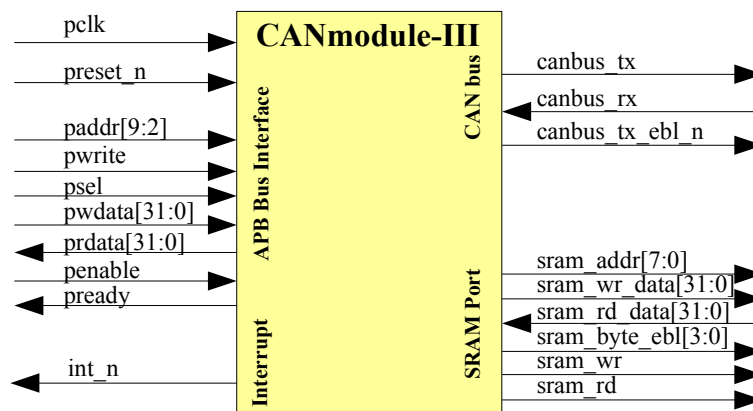 CANmodule-III
pclk
preset_n
paddr[9:2]
pwrite
psel
pwdata[31:0]
prdata[31:0]
penable
pready
int_n
APB Bus Interface
Interrupt
CAN bus
SRAM Port
canbus_tx
canbus_rx
canbus_tx_ebl_n
sram_addr[7:0]
sram_wr_data[31:0]
sram_rd_data[31:0]
sram_byte_ebl[3:0]
sram_wr
sram_rd